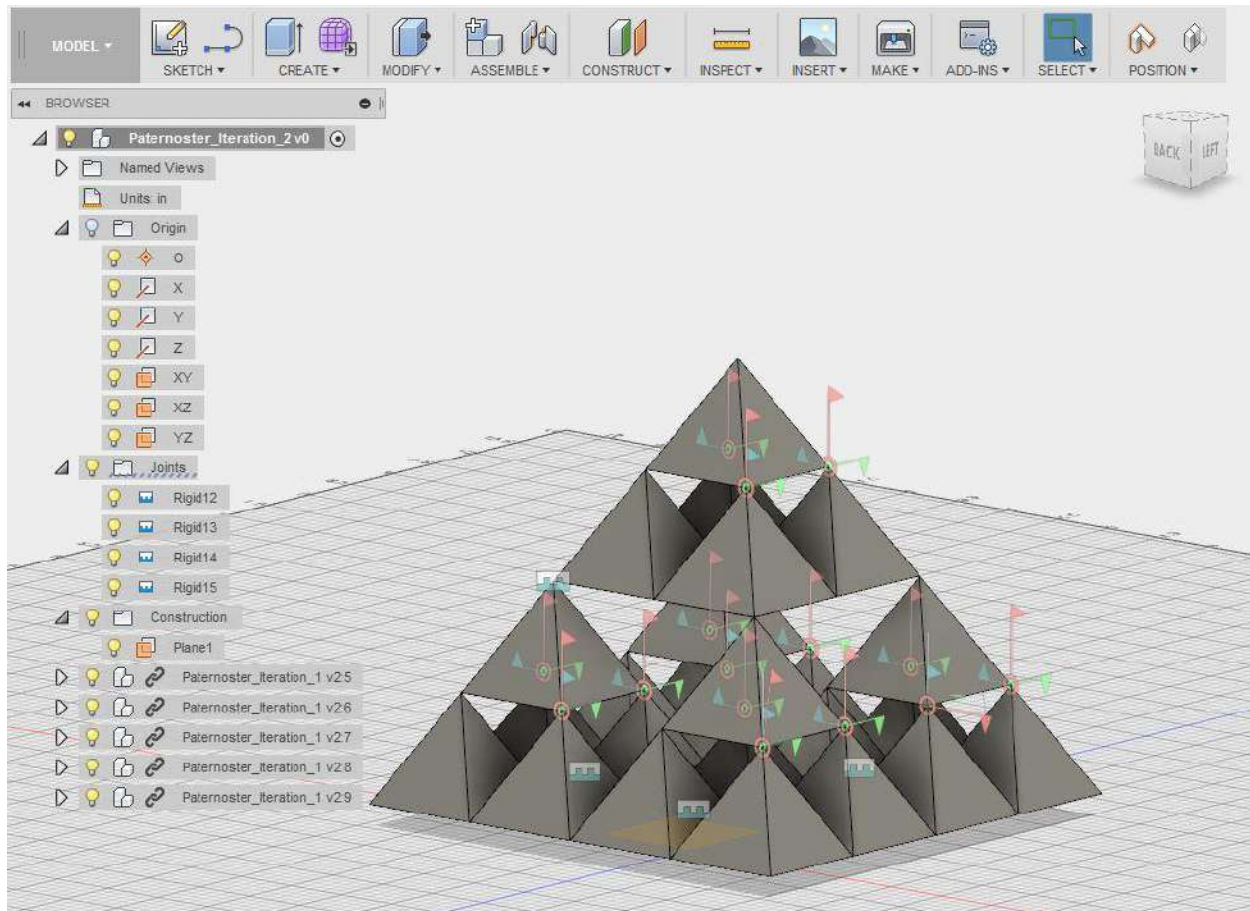 MODEL
SKETCH
CREATE
MODIFY
ASSEMBLE
CONSTRUCT
INSPECT
INSERT
MAKE
ADD-INS
SELECT
POSITION
BROWSER
Paternoster_Iteration_2 v0
Named Views
Units: in
Origin
O
X
Y
Z
XY
XZ
YZ
Joints
Rigid12
Rigid13
Rigid14
Rigid15
Construction
Plane1
Paternoster_Iteration_1 v2:5
Paternoster_Iteration_1 v2:6
Paternoster_Iteration_1 v2:7
Paternoster_Iteration_1 v2:8
Paternoster_Iteration_1 v2:9
BACK
LEFT